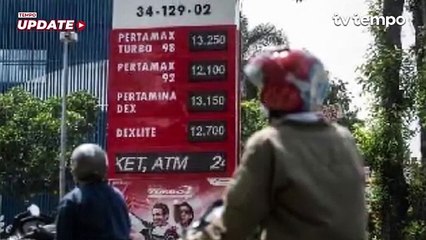 TEMPO
UPDATE
tvtempo
34-129-02
PERTAMAX
TURBO 98
13.250
PERTAMAX
92
12.100
PERTAMINA
DEX
13.150
DEXLITE
12.700
KET, ATM
TURBO